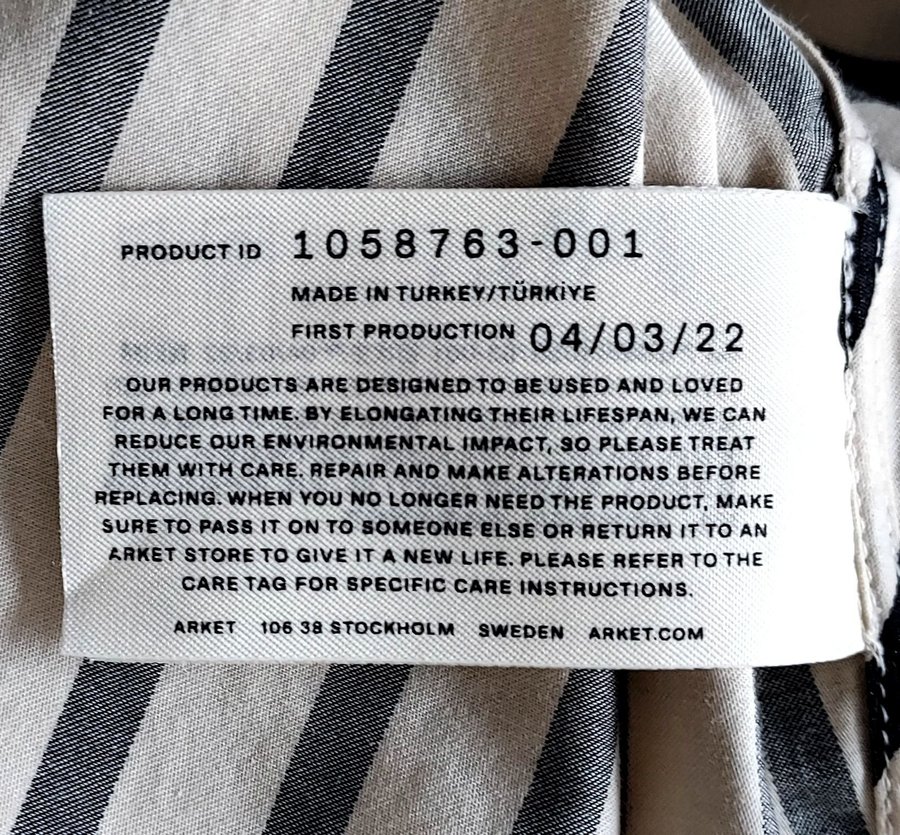 PRODUCT ID 1058763-001
MADE IN TURKEY/TÜRKİYE
FIRST PRODUCTION 04/03/22
OUR PRODUCTS ARE DESIGNED TO BE USED AND LOVED
FOR A LONG TIME. BY ELONGATING THEIR LIFESPAN, WE CAN
REDUCE OUR ENVIRONMENTAL IMPACT, SO PLEASE TREAT
THEM WITH CARE. REPAIR AND MAKE ALTERATIONS BEFORE
REPLACING. WHEN YOU NO LONGER NEED THE PRODUCT, MAKE
SURE TO PASS IT ON TO SOMEONE ELSE OR RETURN IT TO AN
ARKET STORE TO GIVE IT A NEW LIFE. PLEASE REFER TO THE
CARE TAG FOR SPECIFIC CARE INSTRUCTIONS.
ARKET 106 38 STOCKHOLM SWEDEN ARKET.COM